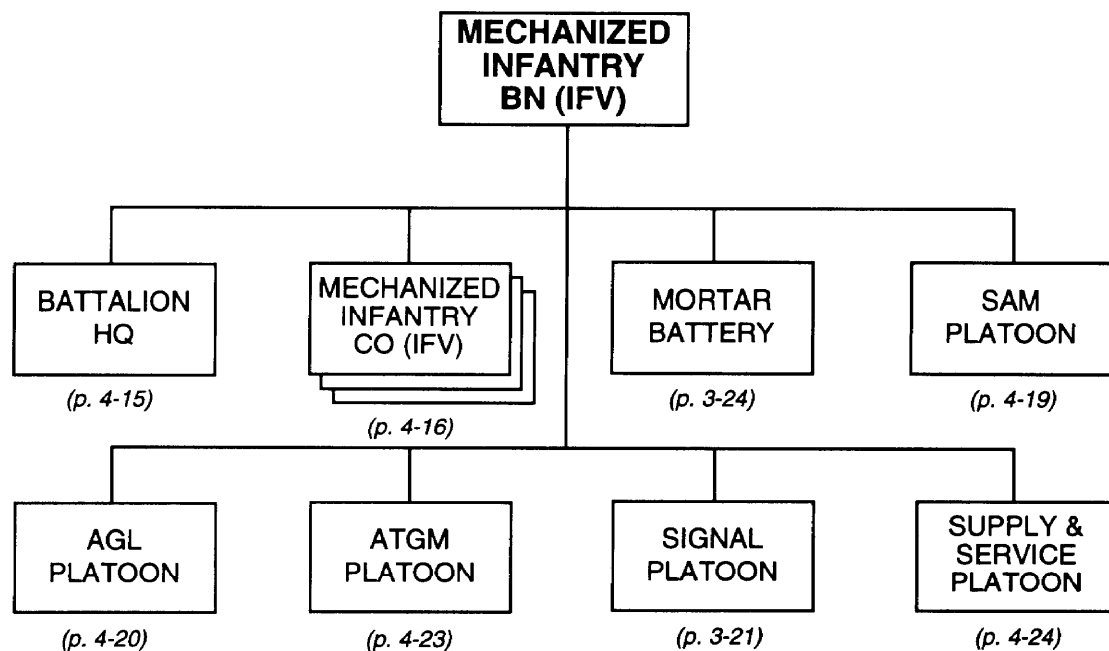 MECHANIZED
INFANTRY
BN (IFV)
BATTALION
HQ
(p. 4-15)
MECHANIZED
INFANTRY
CO (IFV)
(p. 4-16)
MORTAR
BATTERY
(p. 3-24)
SAM
PLATOON
(p. 4-19)
AGL
PLATOON
(p. 4-20)
ATGM
PLATOON
(p. 4-23)
SIGNAL
PLATOON
(p. 3-21)
SUPPLY &
SERVICE
PLATOON
(p. 4-24)